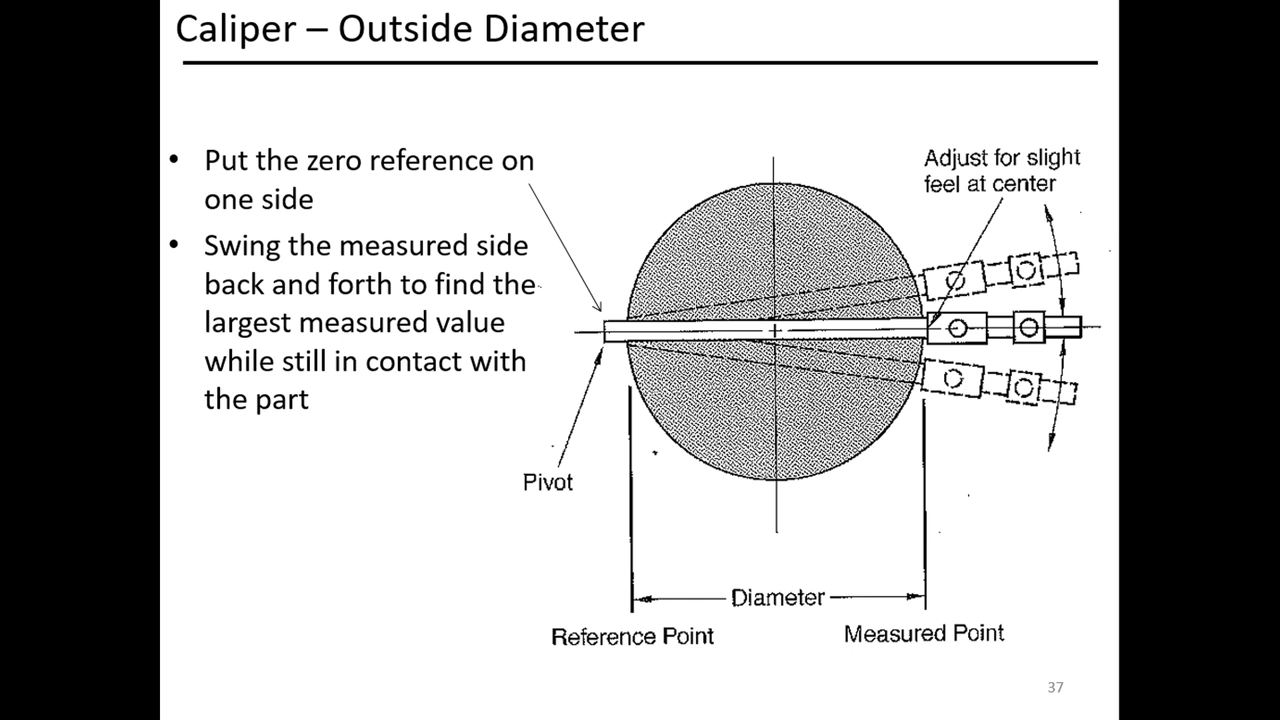 Caliper – Outside Diameter
• Put the zero reference on
one side
• Swing the measured side
back and forth to find the
largest measured value
while still in contact with
the part
Adjust for slight
feel at center
Pivot
Diameter
Reference Point
Measured Point
37